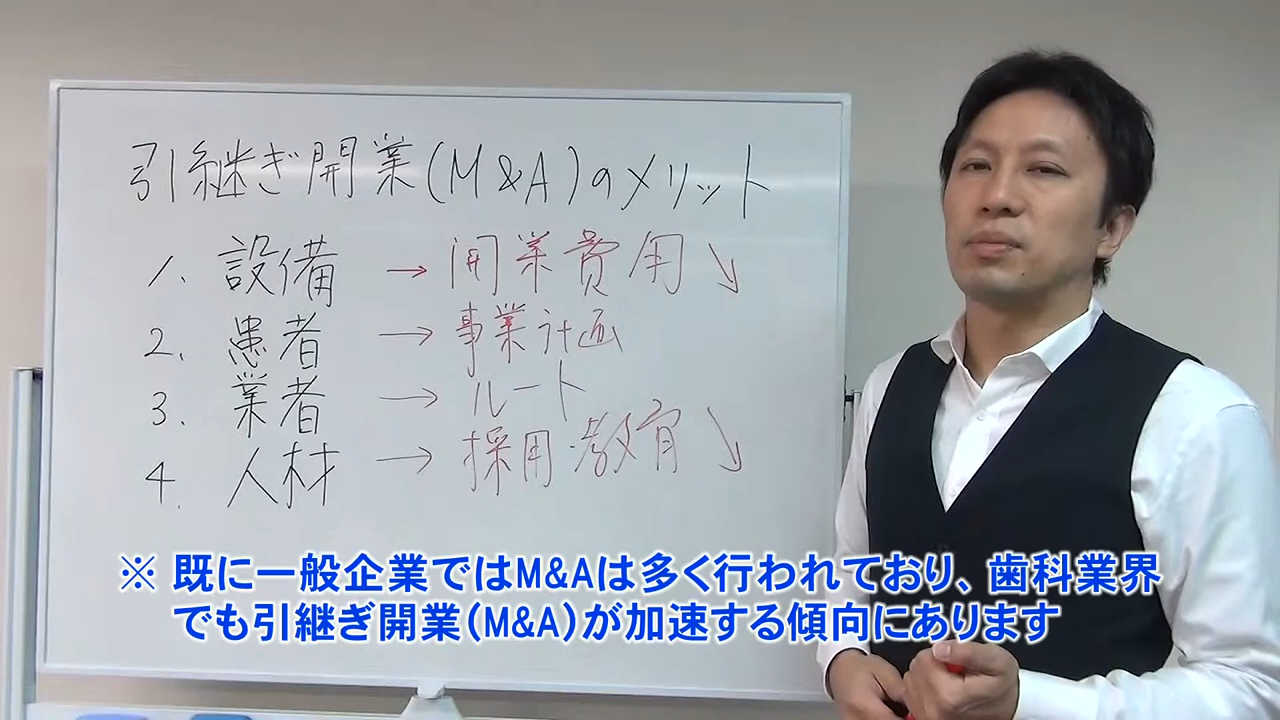 引継ぎ開業(M&A)のメリット
1. 設備 → 開業費用↘
2. 患者 → 事業計画
3. 業者 → ルート
4. 人材 → 採用・教育↘
※ 既に一般企業ではM&Aは多く行われており、歯科業界
でも引継ぎ開業(M&A)が加速する傾向にあります